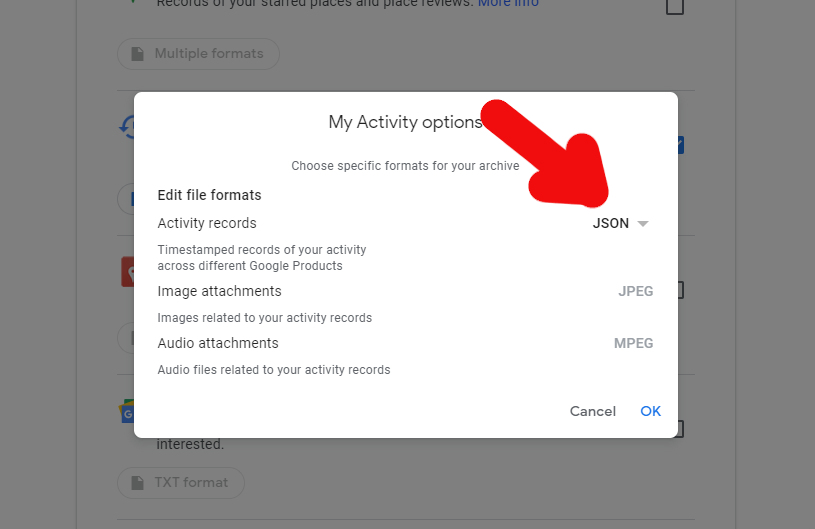 Records of your starred places and place reviews. More info
Multiple formats
My Activity options
Choose specific formats for your archive
Edit file formats
Activity records
JSON
Timestamped records of your activity
across different Google Products
Image attachments
JPEG
Images related to your activity records
Audio attachments
MPEG
Audio files related to your activity records
Cancel
OK
G
interested.
TXT format